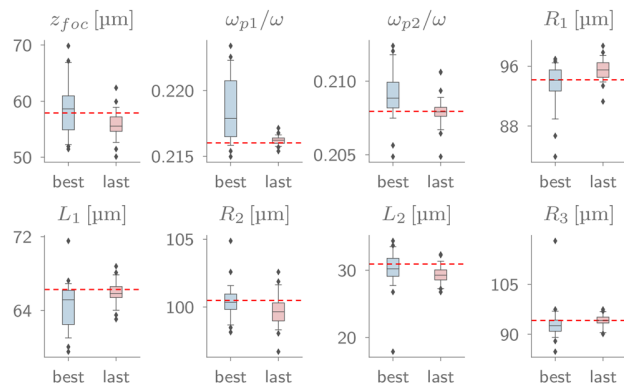 z_foc [µm]
ω_p1/ω
ω_p2/ω
R_1 [µm]
70
60
50
0.220
0.215
0.210
0.205
96
88
best last
best last
best last
best last
L_1 [µm]
R_2 [µm]
L_2 [µm]
R_3 [µm]
72
64
105
100
30
20
105
90
best last
best last
best last
best last